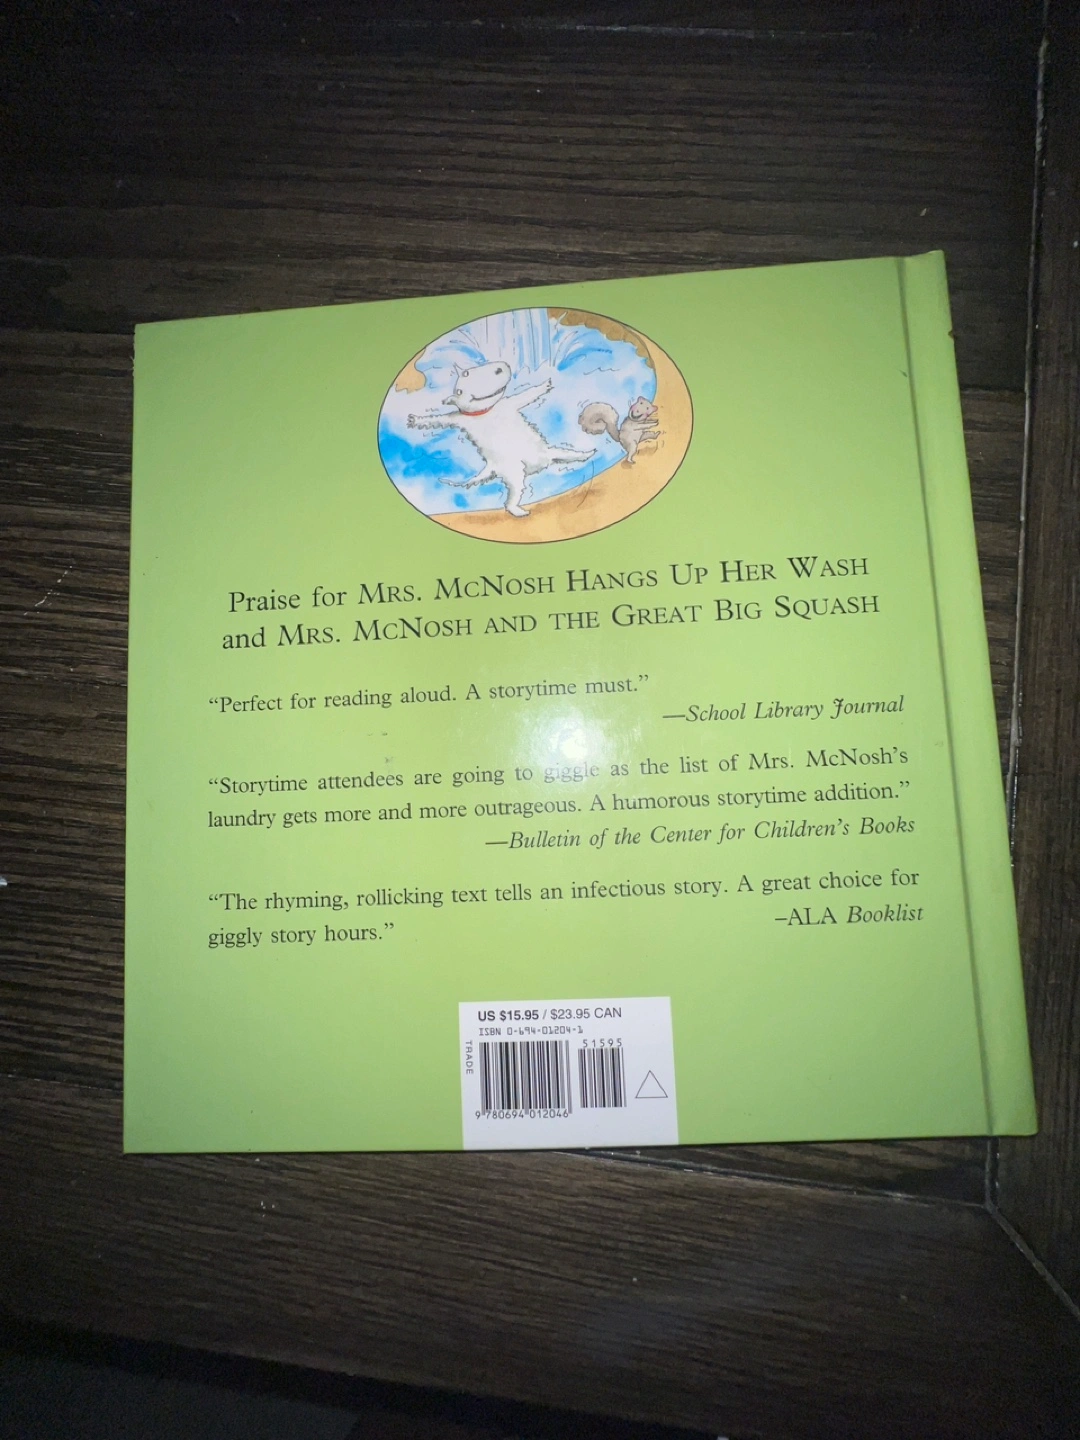 Praise for MRS. MCNOSH HANGS UP HER WASH
and MRS. MCNOSH AND THE GREAT BIG SQUASH
“Perfect for reading aloud. A storytime must.”
—School Library Journal
“Storytime attendees are going to giggle as the list of Mrs. McNosh’s
laundry gets more and more outrageous. A humorous storytime addition.”
—Bulletin of the Center for Children’s Books
“The rhyming, rollicking text tells an infectious story. A great choice for
giggly story hours.” –ALA Booklist
US $15.95 / $23.95 CAN
ISBN 0-694-01204-1
51595
TRADE
9 780694 012046